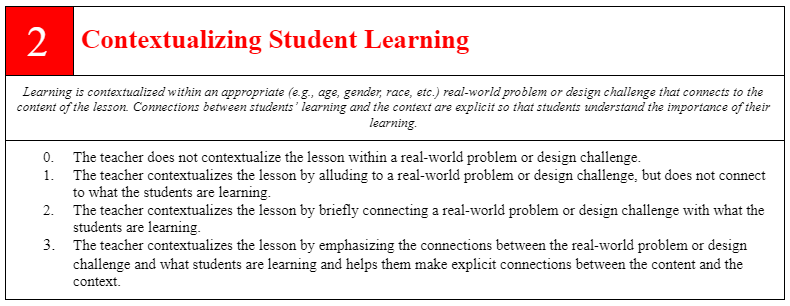 2
Contextualizing Student Learning
Learning is contextualized within an appropriate (e.g., age, gender, race, etc.) real-world problem or design challenge that connects to the
content of the lesson. Connections between students' learning and the context are explicit so that students understand the importance of their
learning.
0. The teacher does not contextualize the lesson within a real-world problem or design challenge.
1. The teacher contextualizes the lesson by alluding to a real-world problem or design challenge, but does not connect
to what the students are learning.
2. The teacher contextualizes the lesson by briefly connecting a real-world problem or design challenge with what the
students are learning.
3. The teacher contextualizes the lesson by emphasizing the connections between the real-world problem or design
challenge and what students are learning and helps them make explicit connections between the content and the
context.